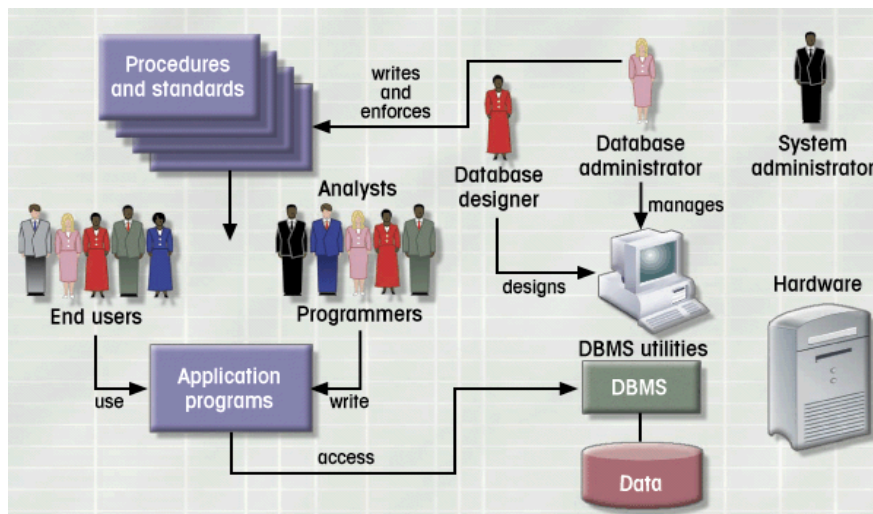 Procedures
and standards
writes
and
enforces
Database
designer
Database
administrator
System
administrator
manages
Analysts
designs
Hardware
End users
Programmers
DBMS utilities
use
Application
programs
write
DBMS
access
Data